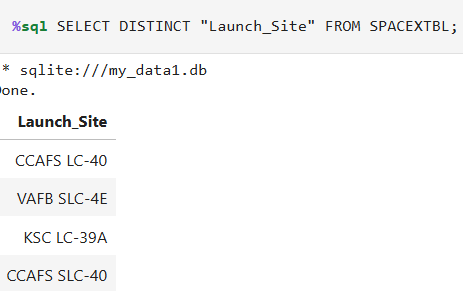 %sql SELECT DISTINCT "Launch_Site" FROM SPACEXTBL;
* sqlite:///my_data1.db
one.
Launch_Site
CCAFS LC-40
VAFB SLC-4E
KSC LC-39A
CCAFS SLC-40